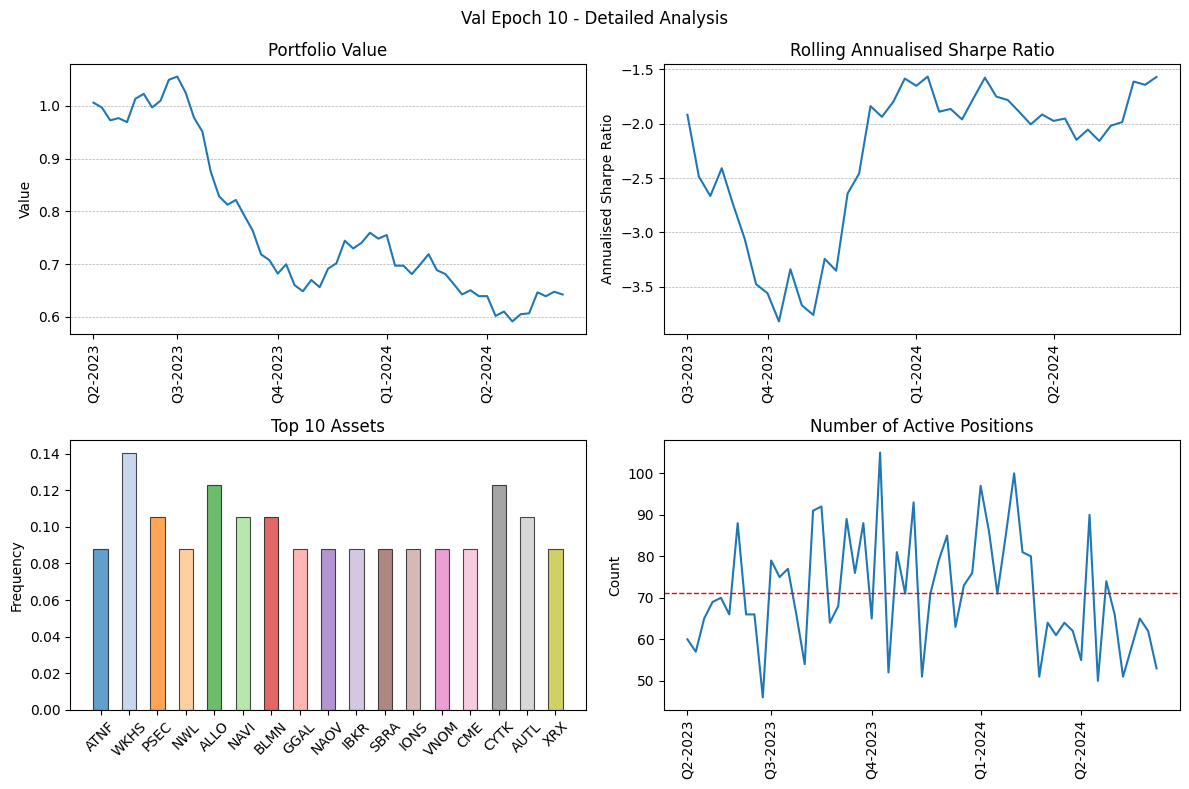 Val Epoch 10 - Detailed Analysis
Portfolio Value
1.0
0.9
0.8
0.7
0.6
Value
Q2-2023
Q3-2023
Q4-2023
Q1-2024
Q2-2024
Rolling Annualised Sharpe Ratio
−1.5
−2.0
−2.5
−3.0
−3.5
Annualised Sharpe Ratio
Q3-2023
Q4-2023
Q1-2024
Q2-2024
Top 10 Assets
0.14
0.12
0.10
0.08
0.06
0.04
0.02
0.00
Frequency
ATNF
WKHS
PSEC
NWL
ALLO
NAVI
BLMN
GGAL
NAOV
IBKR
SBRA
IONS
VNOM
CME
CYTK
AUTL
XRX
Number of Active Positions
100
90
80
70
60
50
Count
Q2-2023
Q3-2023
Q4-2023
Q1-2024
Q2-2024